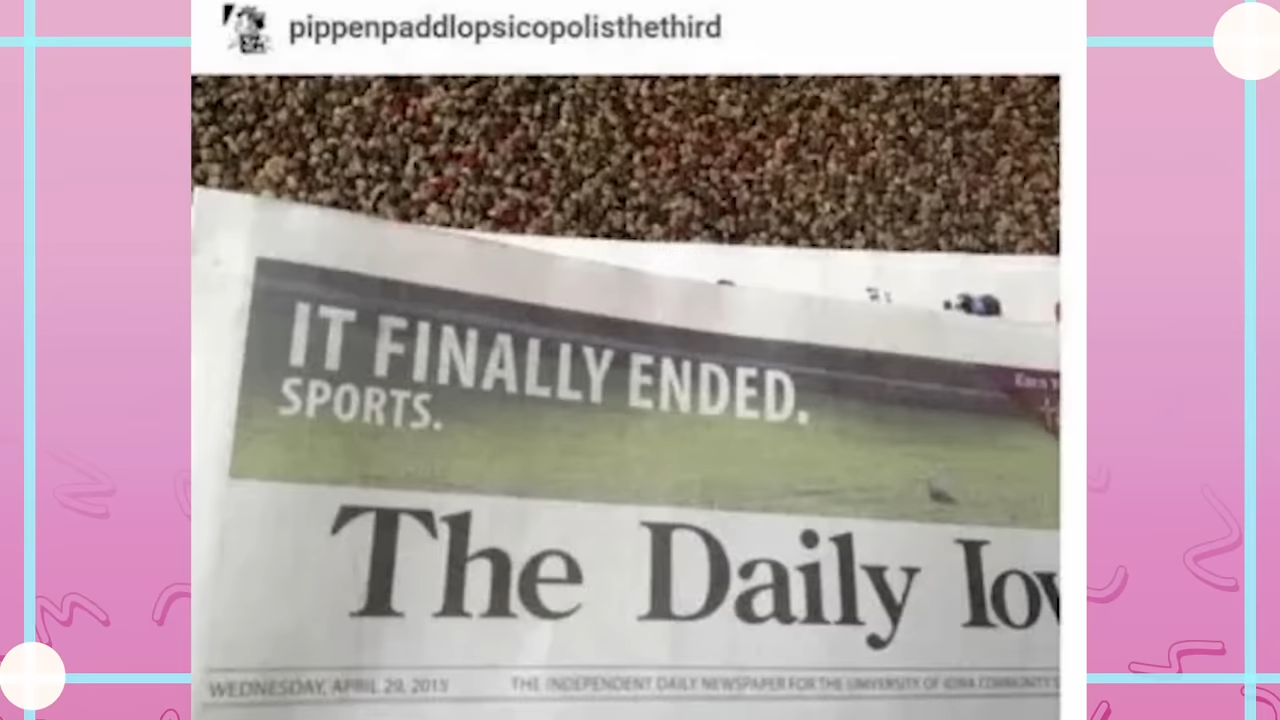 pippenpaddlopsicopolisthethird
IT FINALLY ENDED.
SPORTS.
The Daily Iow
WEDNESDAY, APRIL 29, 2015
THE INDEPENDENT DAILY NEWSPAPER FOR THE UNIVERSITY OF IOWA COMMUNITY